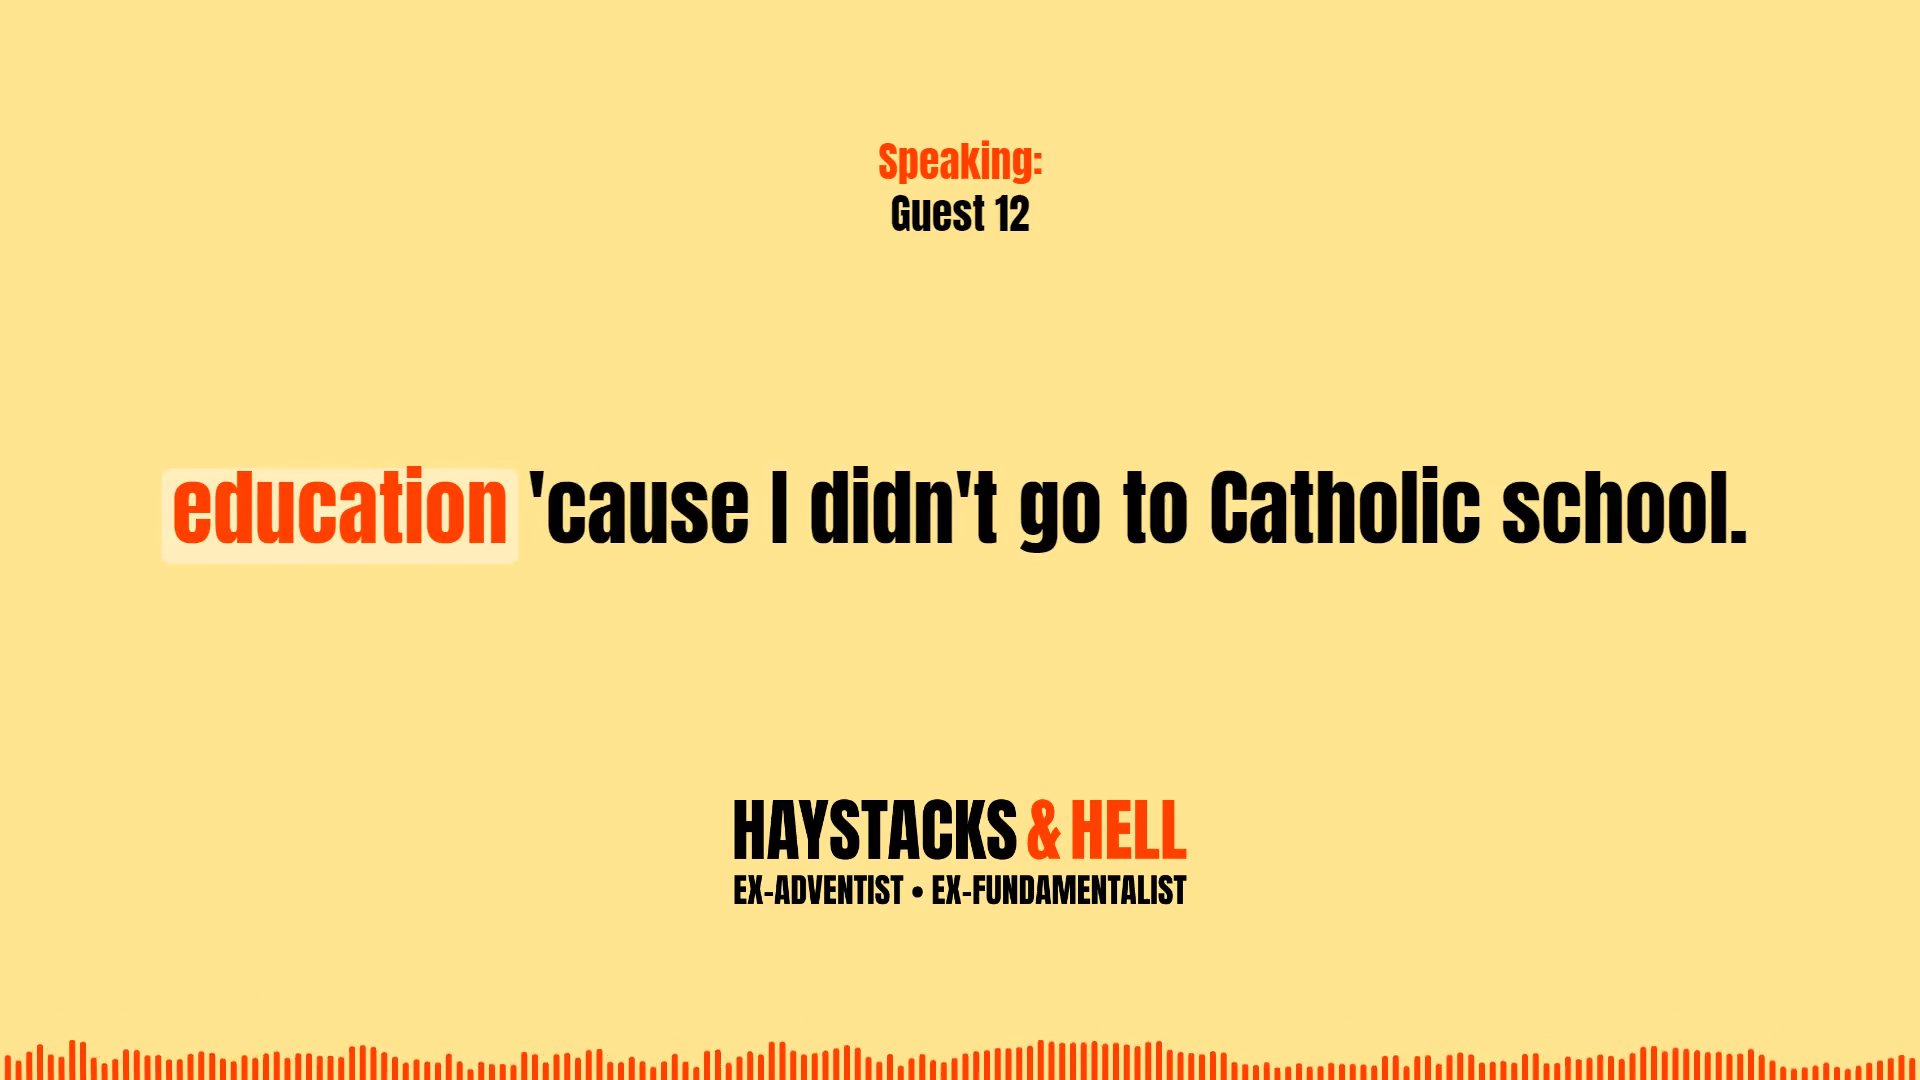 Speaking:
Guest 12
education 'cause I didn't go to Catholic school.
HAYSTACKS & HELL
EX-ADVENTIST • EX-FUNDAMENTALIST